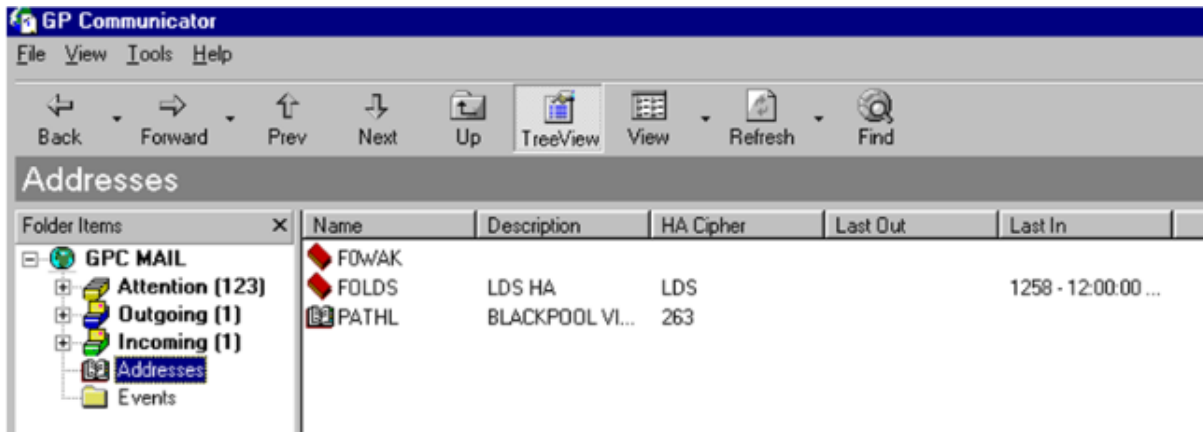 GP Communicator
File View Tools Help
Back Forward Prev Next Up TreeView View Refresh Find
Addresses
Folder Items Name Description HA Cipher Last Out Last In
GPC MAIL F0WAK
Attention (123) FOLDS LDS HA LDS 1258 - 12:00:00 ...
Outgoing (1) PATHL BLACKPOOL VI... 263
Incoming (1)
Addresses
Events